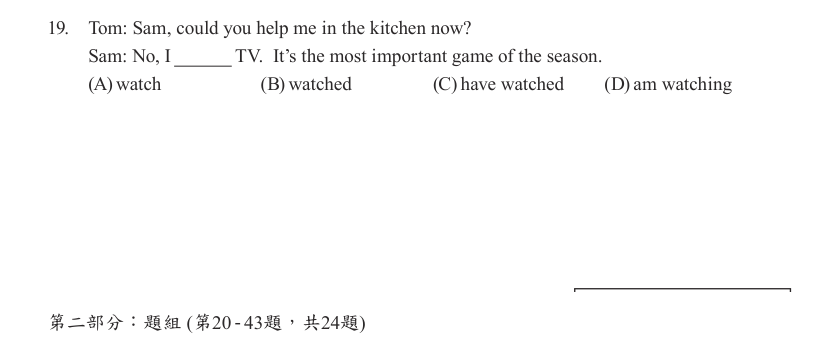 19. Tom: Sam, could you help me in the kitchen now?
Sam: No, I ______ TV. It's the most important game of the season.
(A) watch (B) watched (C) have watched (D) am watching
第二部分：題組 (第20-43題，共24題)